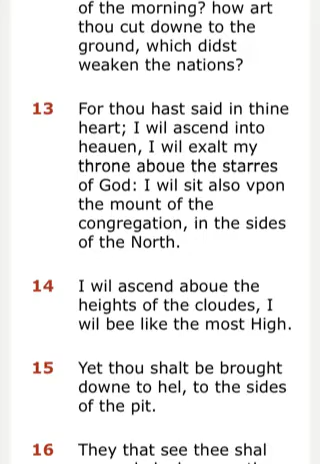 of the morning? how art
thou cut downe to the
ground, which didst
weaken the nations?
13 For thou hast said in thine
heart; I wil ascend into
heauen, I wil exalt my
throne aboue the starres
of God: I wil sit also vpon
the mount of the
congregation, in the sides
of the North.
14 I wil ascend aboue the
heights of the cloudes, I
wil bee like the most High.
15 Yet thou shalt be brought
downe to hel, to the sides
of the pit.
16 They that see thee shal